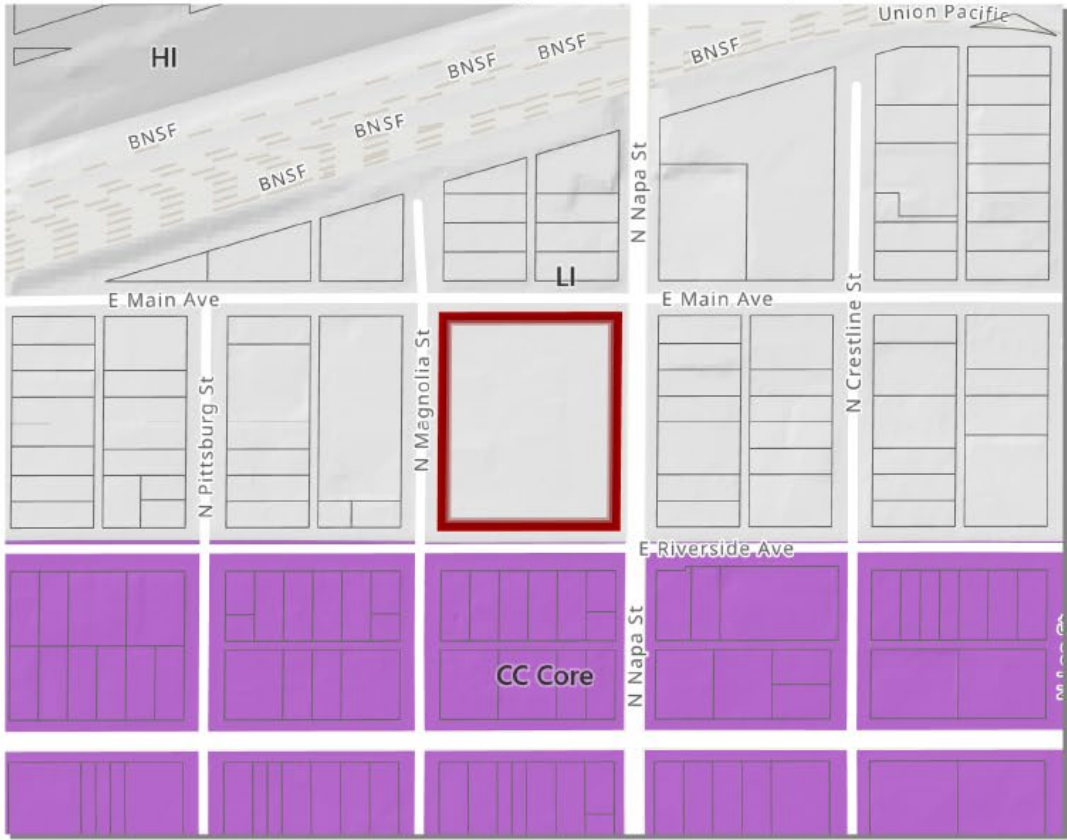 Union Pacific
HI
BNSF
BNSF
BNSF
BNSF
BNSF
BNSF
N Napa St
LI
E Main Ave
E Main Ave
N Pittsburg St
N Magnolia St
N Crestline St
E Riverside Ave
N Napa St
CC Core